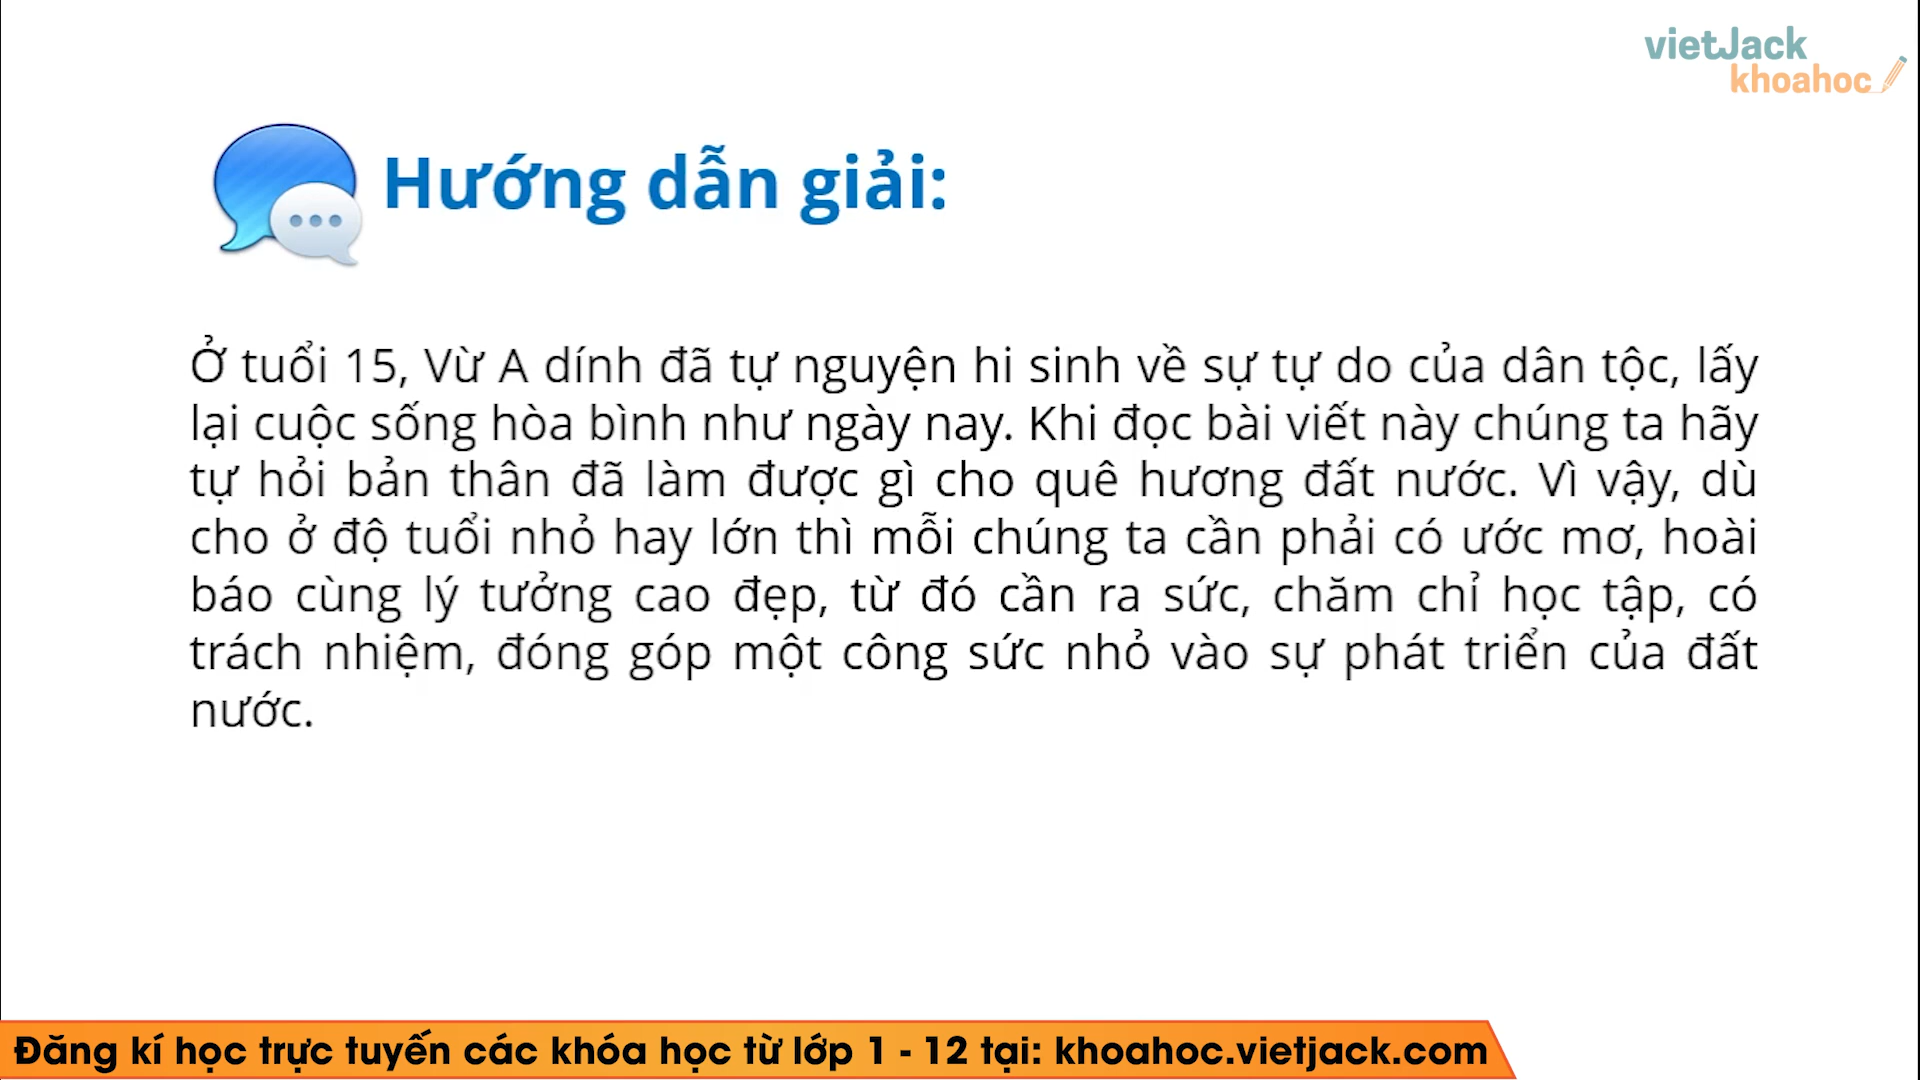 vietJack
khoahoc
Hướng dẫn giải:
Ở tuổi 15, Vừ A dính đã tự nguyện hi sinh về sự tự do của dân tộc, lấy
lại cuộc sống hòa bình như ngày nay. Khi đọc bài viết này chúng ta hãy
tự hỏi bản thân đã làm được gì cho quê hương đất nước. Vì vậy, dù
cho ở độ tuổi nhỏ hay lớn thì mỗi chúng ta cần phải có ước mơ, hoài
báo cùng lý tưởng cao đẹp, từ đó cần ra sức, chăm chỉ học tập, có
trách nhiệm, đóng góp một công sức nhỏ vào sự phát triển của đất
nước.
Đăng kí học trực tuyến các khóa học từ lớp 1 - 12 tại: khoahoc.vietjack.com